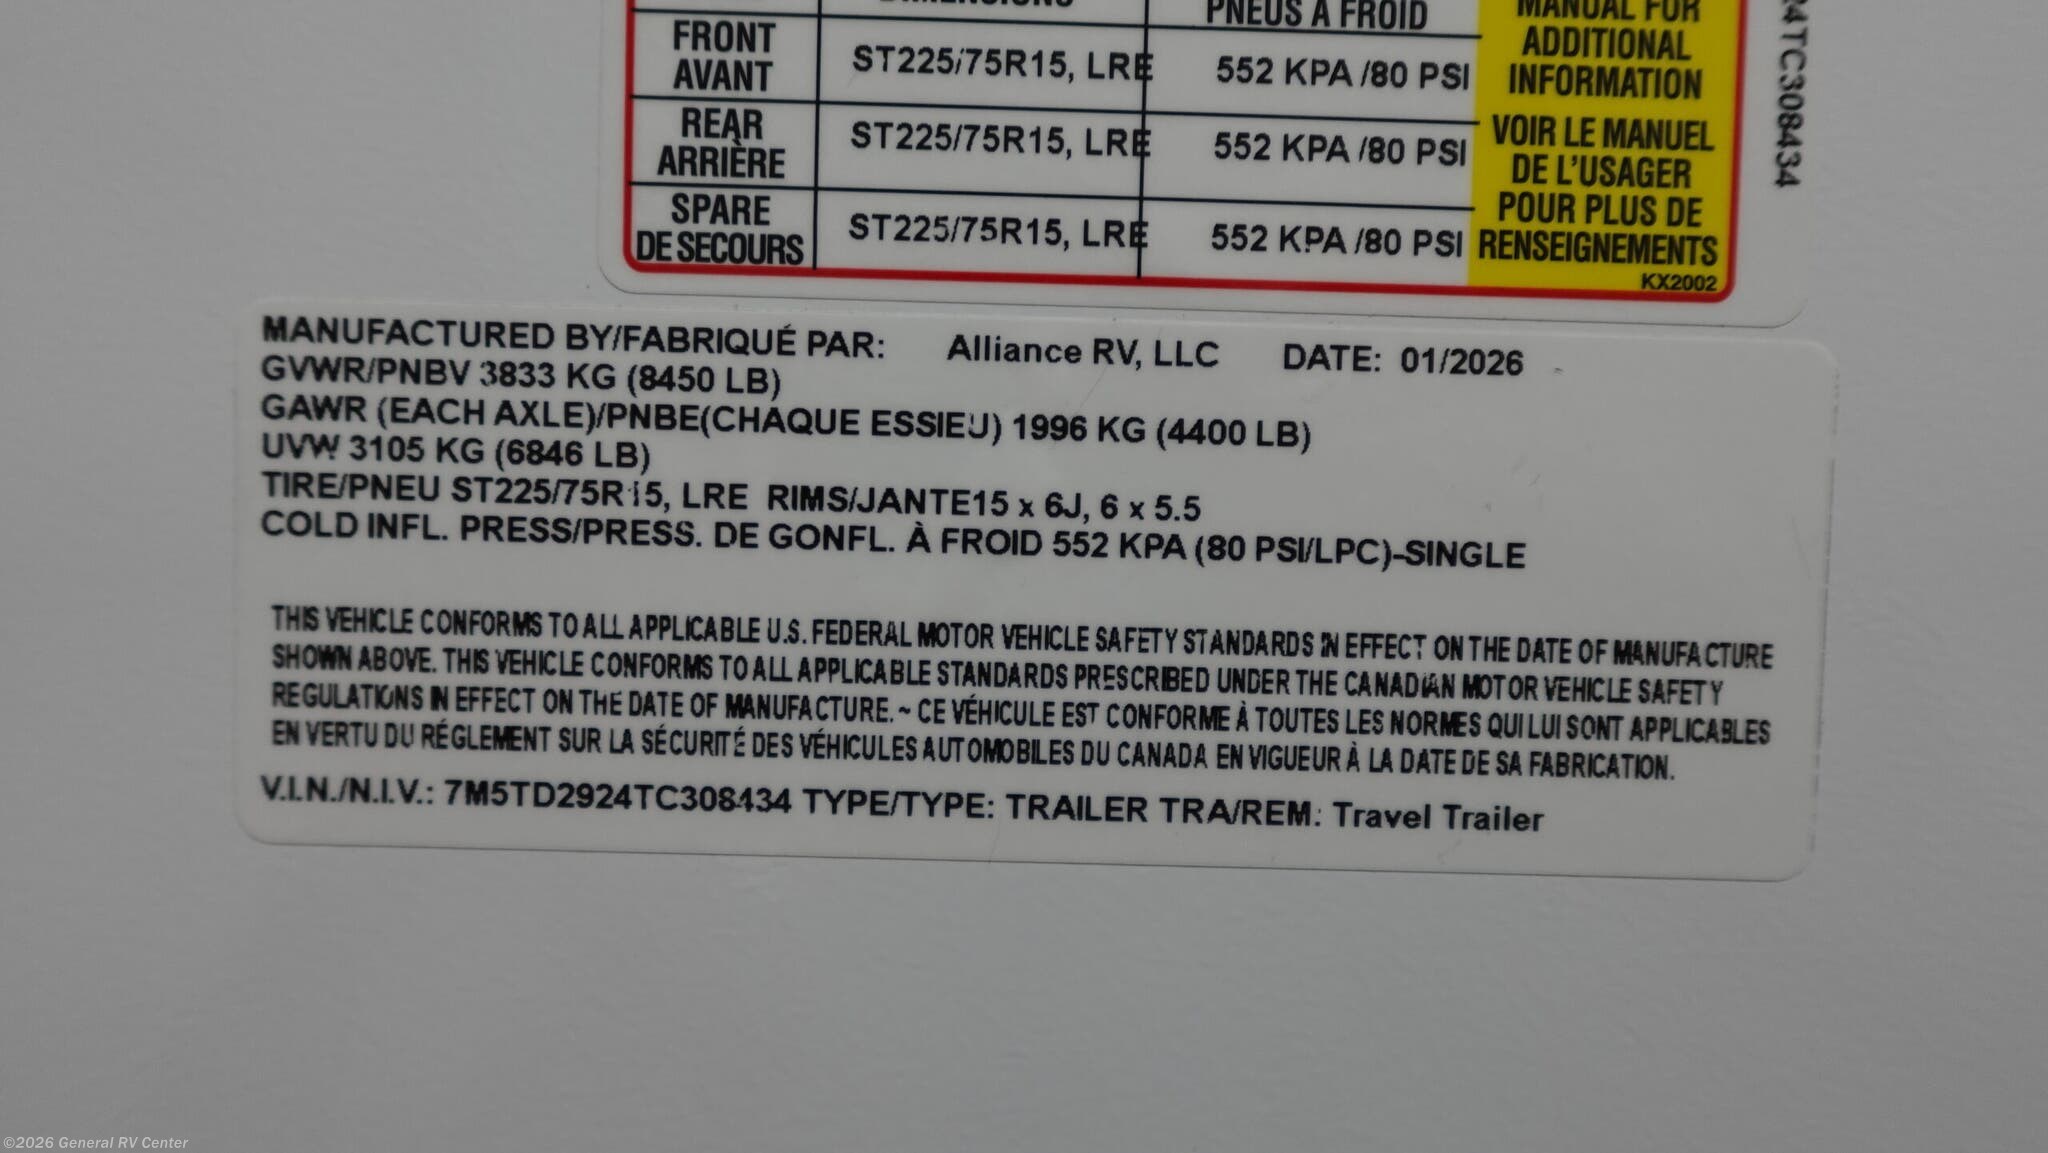 DIMENSIONS PNEUS À FROID
FRONT
AVANT
ST225/75R15, LRE 552 KPA /80 PSI
REAR
ARRIÈRE
ST225/75R15, LRE 552 KPA /80 PSI
SPARE
DE SECOURS
ST225/75R15, LRE 552 KPA /80 PSI
MANUAL FOR
ADDITIONAL
INFORMATION
VOIR LE MANUEL
DE L'USAGER
POUR PLUS DE
RENSEIGNEMENTS
KX2002
24TC308434
MANUFACTURED BY/FABRIQUÉ PAR: Alliance RV, LLC DATE: 01/2026
GVWR/PNBV 3833 KG (8450 LB)
GAWR (EACH AXLE)/PNBE(CHAQUE ESSIEU) 1996 KG (4400 LB)
UVW 3105 KG (6846 LB)
TIRE/PNEU ST225/75R15, LRE RIMS/JANTE15 x 6J, 6 x 5.5
COLD INFL. PRESS/PRESS. DE GONFL. À FROID 552 KPA (80 PSI/LPC)-SINGLE
THIS VEHICLE CONFORMS TO ALL APPLICABLE U.S. FEDERAL MOTOR VEHICLE SAFETY STANDARDS IN EFFECT ON THE DATE OF MANUFACTURE
SHOWN ABOVE. THIS VEHICLE CONFORMS TO ALL APPLICABLE STANDARDS PRESCRIBED UNDER THE CANADIAN MOTOR VEHICLE SAFETY
REGULATIONS IN EFFECT ON THE DATE OF MANUFACTURE. ~ CE VÉHICULE EST CONFORME À TOUTES LES NORMES QUI LUI SONT APPLICABLES
EN VERTU DU RÉGLEMENT SUR LA SÉCURITÉ DES VÉHICULES AUTOMOBILES DU CANADA EN VIGUEUR À LA DATE DE SA FABRICATION.
V.I.N./N.I.V.: 7M5TD2924TC308434 TYPE/TYPE: TRAILER TRA/REM: Travel Trailer
©2026 General RV Center